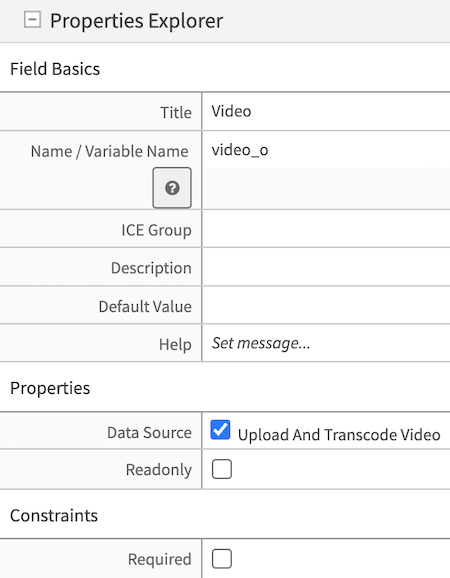 Properties Explorer
Field Basics
Title Video
Name / Variable Name video_o
?
ICE Group
Description
Default Value
Help Set message...
Properties
Data Source Upload And Transcode Video
Readonly
Constraints
Required